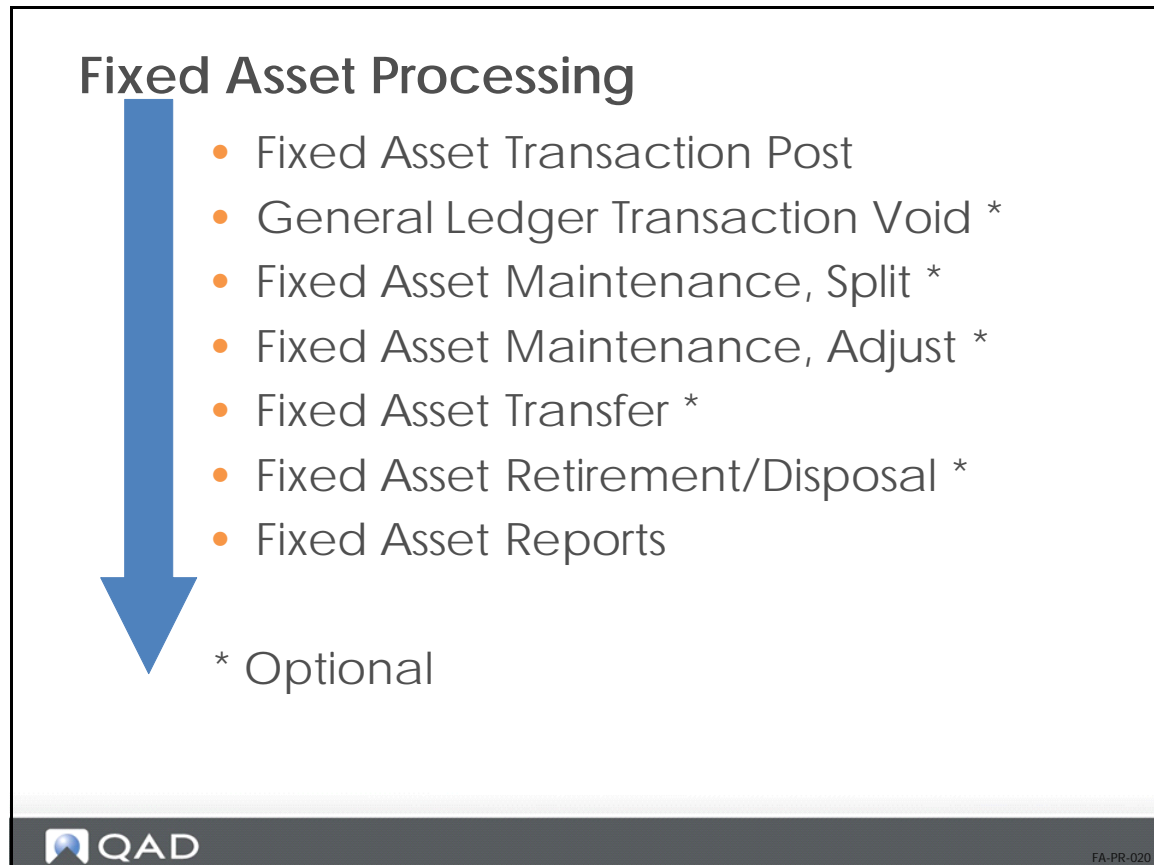 Fixed Asset Processing
• Fixed Asset Transaction Post
• General Ledger Transaction Void *
• Fixed Asset Maintenance, Split *
• Fixed Asset Maintenance, Adjust *
• Fixed Asset Transfer *
• Fixed Asset Retirement/Disposal *
• Fixed Asset Reports
* Optional
QAD
FA-PR-020